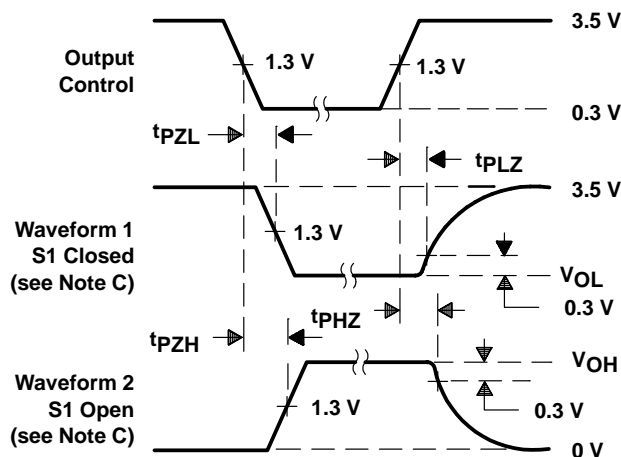 3.5 V
Output
Control
1.3 V
1.3 V
0.3 V
tPZL
tPLZ
3.5 V
Waveform 1
S1 Closed
(see Note C)
1.3 V
VOL
0.3 V
tPZH
tPHZ
VOH
Waveform 2
S1 Open
(see Note C)
1.3 V
0.3 V
0 V